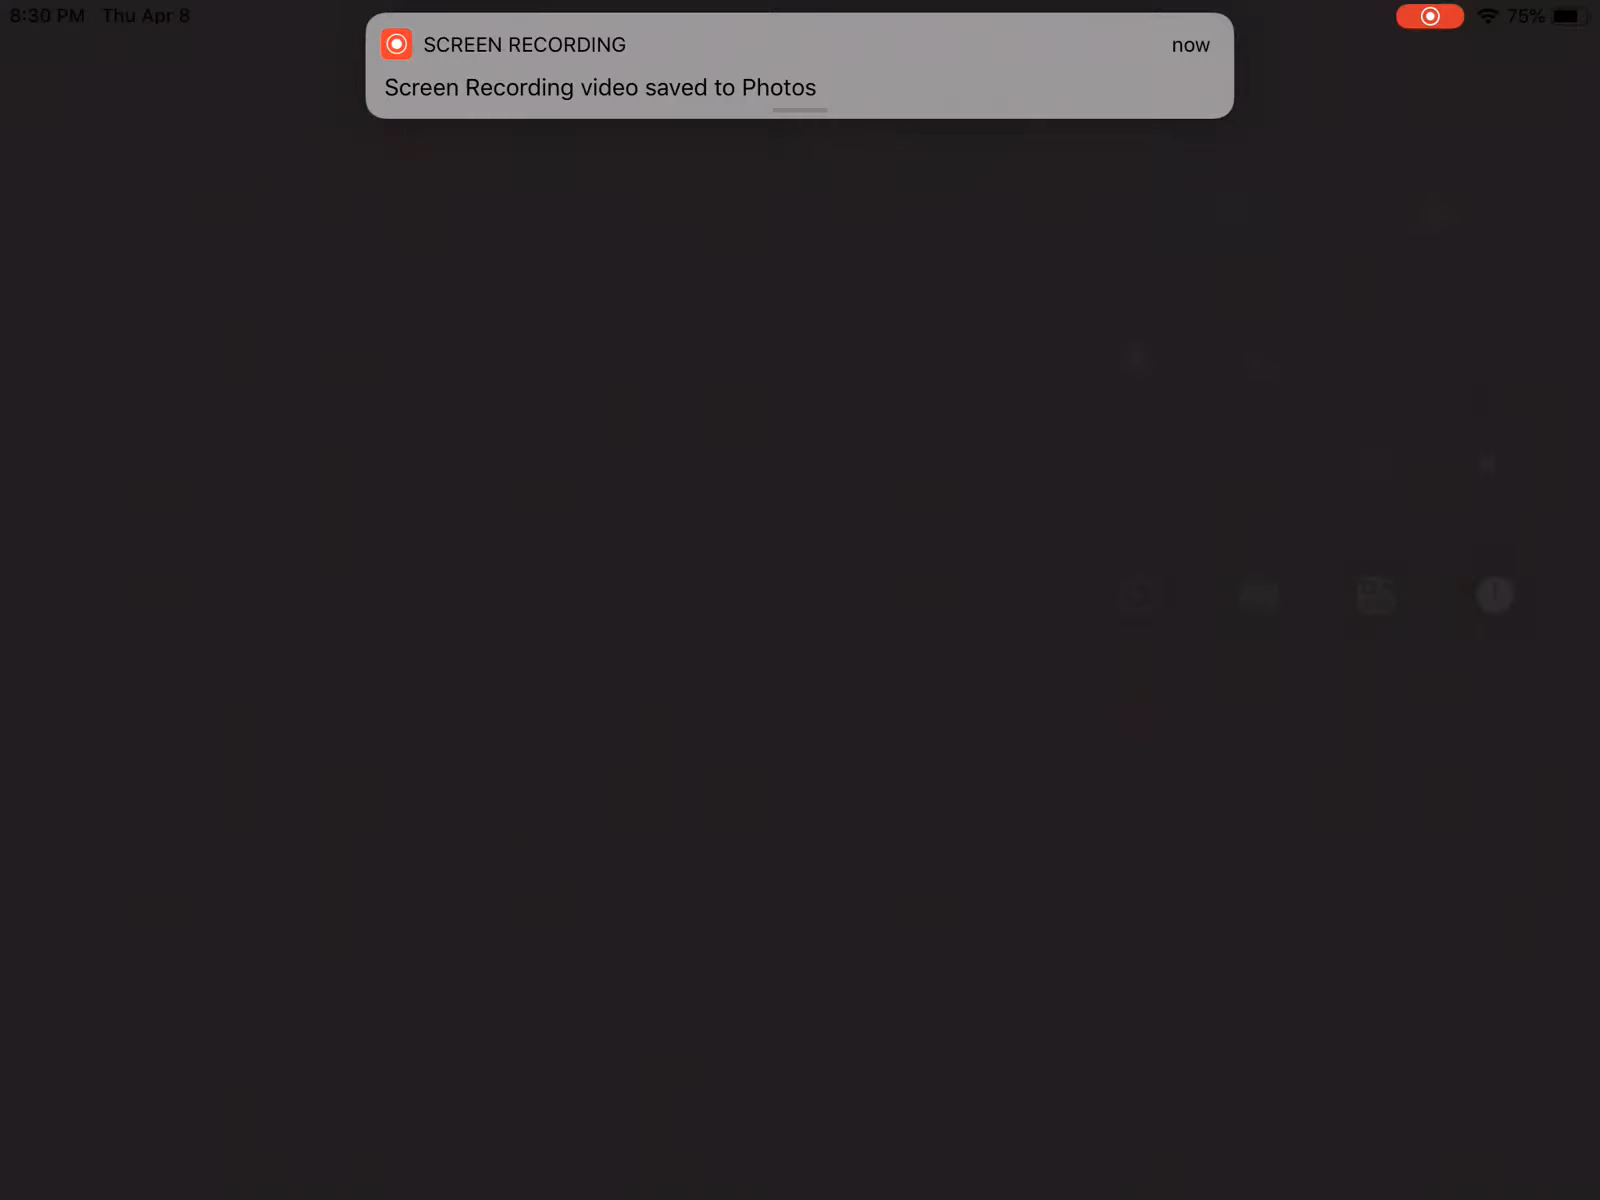 8:30 PM Thu Apr 8
75%
SCREEN RECORDING
now
Screen Recording video saved to Photos